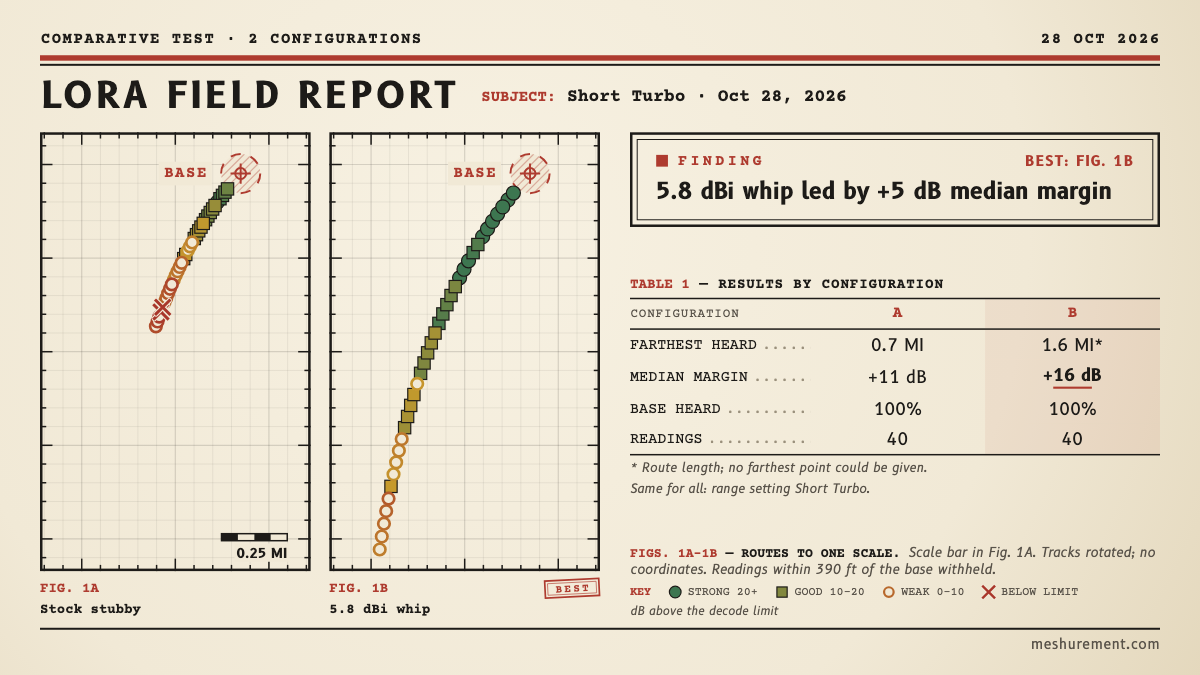 COMPARATIVE TEST · 2 CONFIGURATIONS
28 OCT 2026
LORA FIELD REPORT
SUBJECT: Short Turbo · Oct 28, 2026
BASE
0.25 MI
FIG. 1A
Stock stubby
BASE
FIG. 1B
5.8 dBi whip
BEST
FINDING
BEST: FIG. 1B
5.8 dBi whip led by +5 dB median margin
TABLE 1 — RESULTS BY CONFIGURATION
CONFIGURATION A B
FARTHEST HEARD ..... 0.7 MI 1.6 MI*
MEDIAN MARGIN ...... +11 dB +16 dB
BASE HEARD ......... 100% 100%
READINGS ........... 40 40
* Route length; no farthest point could be given.
Same for all: range setting Short Turbo.
FIGS. 1A–1B — ROUTES TO ONE SCALE. Scale bar in Fig. 1A. Tracks rotated; no
coordinates. Readings within 390 ft of the base withheld.
KEY STRONG 20+ GOOD 10–20 WEAK 0–10 BELOW LIMIT
dB above the decode limit
meshurement.com